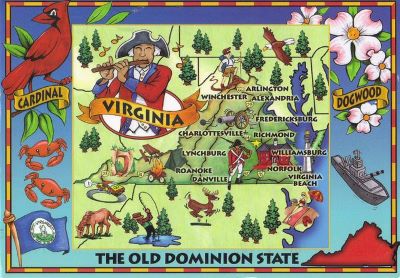 CARDINAL
VIRGINIA
DOGWOOD
ARLINGTON
WINCHESTER
ALEXANDRIA
FREDERICKSBURG
CHARLOTTESVILLE
RICHMOND
LYNCHBURG
WILLIAMSBURG
ROANOKE
NORFOLK
DANVILLE
VIRGINIA
BEACH
THE OLD DOMINION STATE